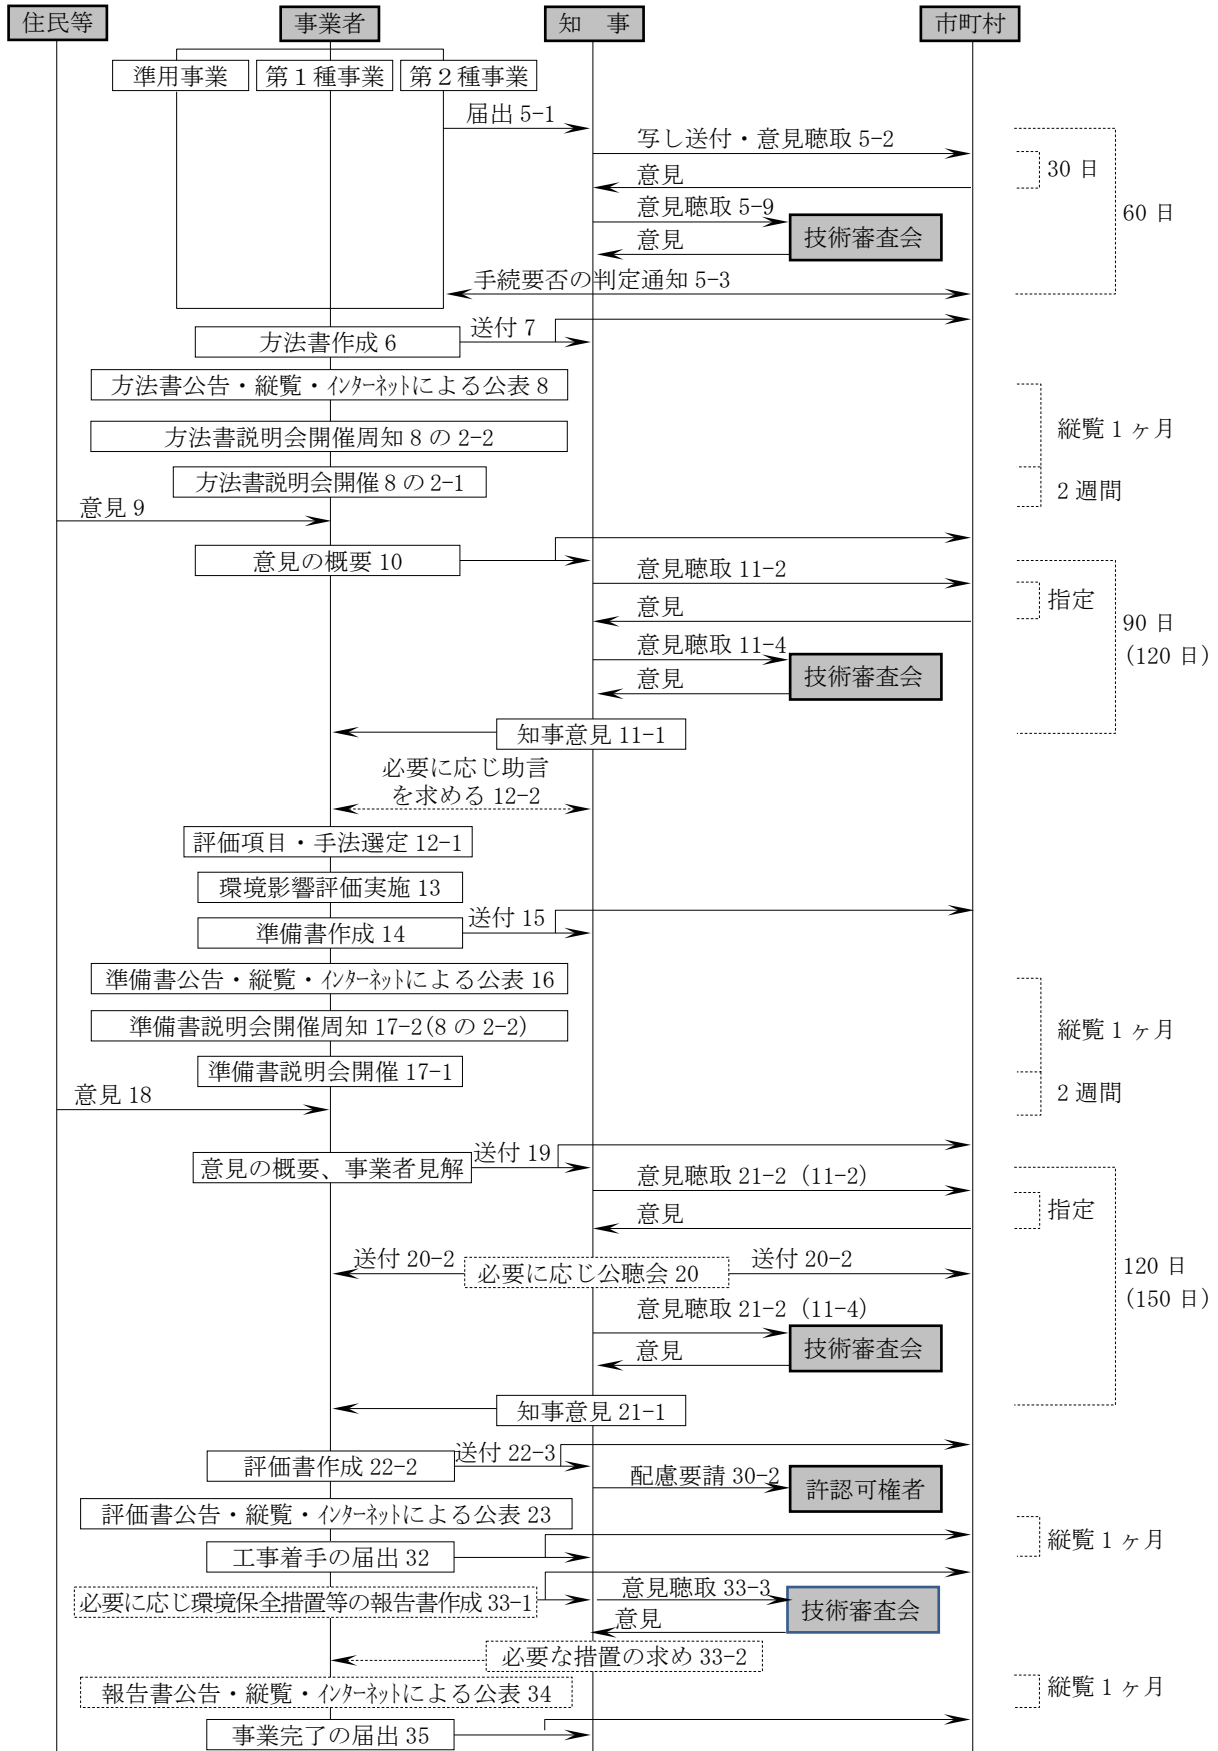 住民等
事業者
知　事
市町村
準用事業
第１種事業
第２種事業
届出 5-1
写し送付・意見聴取 5-2
意見
30 日
60 日
意見聴取 5-9
技術審査会
意見
手続要否の判定通知 5-3
送付 7
方法書作成 6
方法書公告・縦覧・インターネットによる公表 8
方法書説明会開催周知 8 の 2-2
縦覧 1 ヶ月
方法書説明会開催 8 の 2-1
2 週間
意見 9
意見の概要 10
意見聴取 11-2
指定
意見
90 日
(120 日)
意見聴取 11-4
技術審査会
意見
知事意見 11-1
必要に応じ助言
を求める 12-2
評価項目・手法選定 12-1
環境影響評価実施 13
送付 15
準備書作成 14
準備書公告・縦覧・インターネットによる公表 16
準備書説明会開催周知 17-2(8 の 2-2)
縦覧 1 ヶ月
準備書説明会開催 17-1
2 週間
意見 18
送付 19
意見の概要、事業者見解
意見聴取 21-2（11-2）
指定
意見
送付 20-2
必要に応じ公聴会 20
送付 20-2
120 日
(150 日)
意見聴取 21-2（11-4）
技術審査会
意見
知事意見 21-1
送付 22-3
評価書作成 22-2
配慮要請 30-2
許認可権者
評価書公告・縦覧・インターネットによる公表 23
縦覧 1 ヶ月
工事着手の届出 32
必要に応じ環境保全措置等の報告書作成 33-1
意見聴取 33-3
技術審査会
意見
必要な措置の求め 33-2
報告書公告・縦覧・インターネットによる公表 34
縦覧 1 ヶ月
事業完了の届出 35